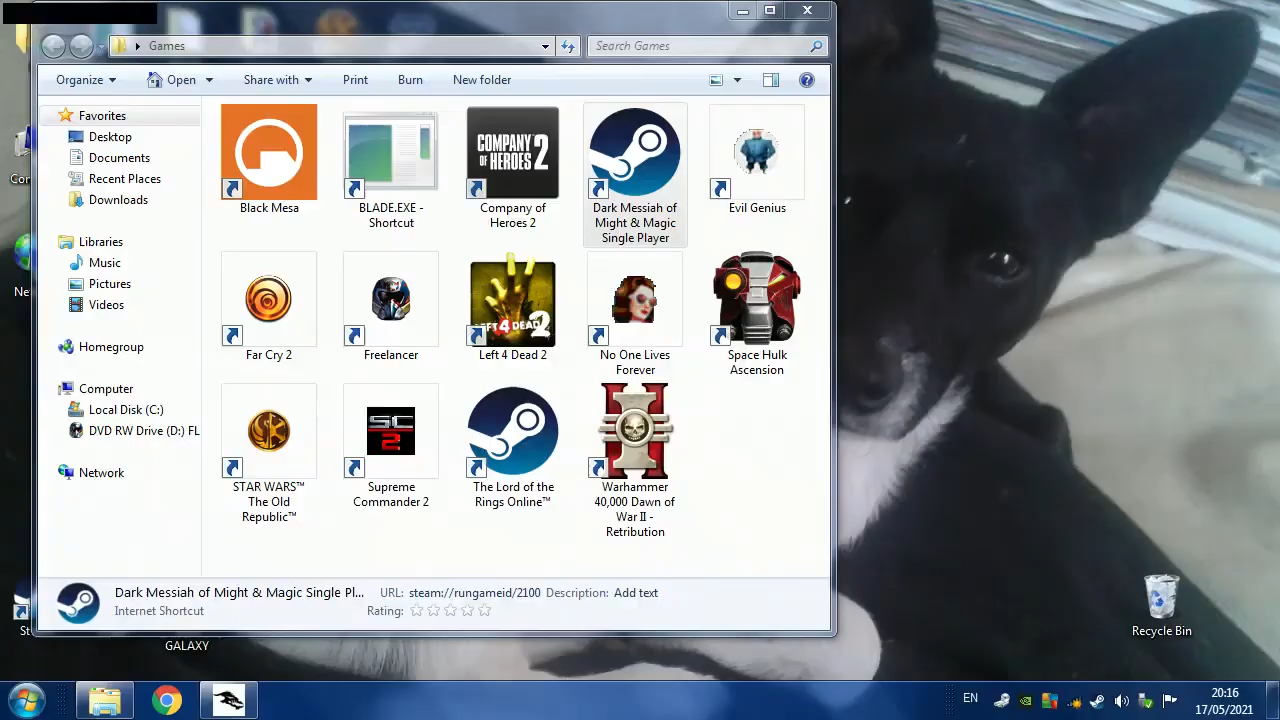 Games
Search Games
Organize
Open
Share with
Print
Burn
New folder
Favorites
Desktop
Documents
Recent Places
Downloads
Libraries
Music
Pictures
Videos
Homegroup
Computer
Local Disk (C:)
DVD RW Drive (D:) FL
Network
Black Mesa
BLADE.EXE -
Shortcut
COMPANY
OF HEROES 2
Company of
Heroes 2
Dark Messiah of
Might & Magic
Single Player
Evil Genius
Far Cry 2
Freelancer
LEFT 4 DEAD 2
Left 4 Dead 2
No One Lives
Forever
Space Hulk
Ascension
STAR WARS™
The Old
Republic™
SC
2
Supreme
Commander 2
The Lord of the
Rings Online™
Warhammer
40,000 Dawn of
War II -
Retribution
Dark Messiah of Might & Magic Single Pl...
URL: steam://rungameid/2100
Description: Add text
Internet Shortcut
Rating:
GALAXY
Recycle Bin
EN
20:16
17/05/2021